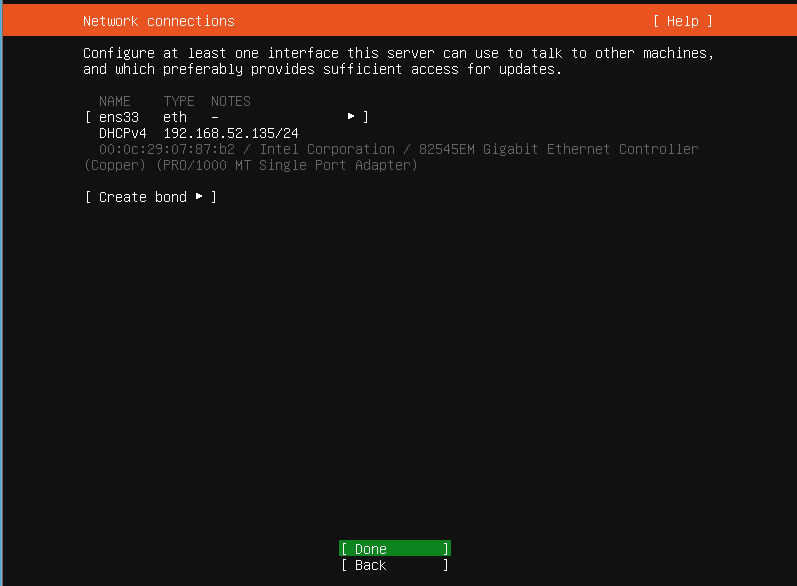 Network connections [ Help ]
Configure at least one interface this server can use to talk to other machines,
and which preferably provides sufficient access for updates.
NAME TYPE NOTES
[ ens33 eth – ▸ ]
DHCPv4 192.168.52.135/24
00:0c:29:07:87:b2 / Intel Corporation / 82545EM Gigabit Ethernet Controller
(Copper) (PRO/1000 MT Single Port Adapter)
[ Create bond ▸ ]
[ Done ]
[ Back ]